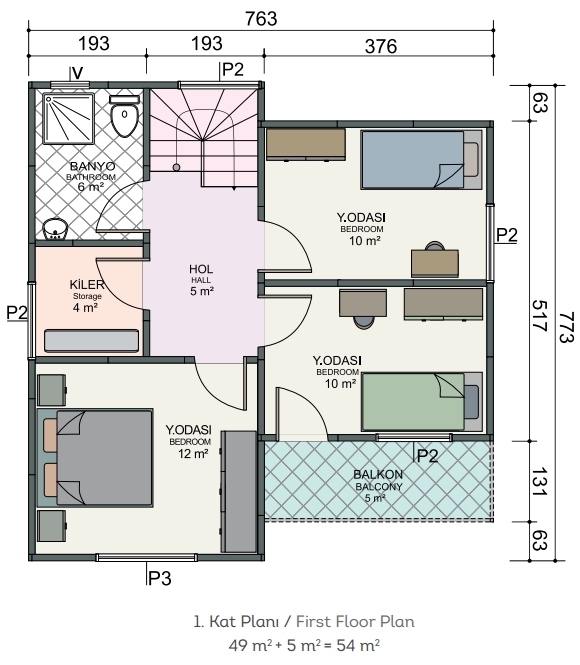 763
193 193 376
V
P2
63
BANYO
BATHROOM
6 m²
Y.ODASI
BEDROOM
10 m²
P2
HOL
HALL
5 m²
KİLER
Storage
4 m²
P2
517
773
Y.ODASI
BEDROOM
10 m²
Y.ODASI
BEDROOM
12 m²
P2
BALKON
BALCONY
5 m²
131
63
P3
1. Kat Planı / First Floor Plan
49 m² + 5 m² = 54 m²